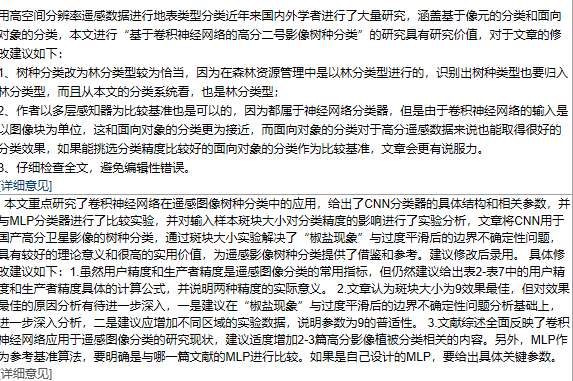 用高空间分辨率遥感数据进行地表类型分类近年来国内外学者进行了大量研究，涵盖基于像元的分类和面向
对象的分类，本文进行“基于卷积神经网络的高分二号影像树种分类”的研究具有研究价值，对于文章的修
改建议如下：
1、树种分类改为林分类型较为恰当，因为在森林资源管理中是以林分类型进行的，识别出树种类型也要归入
林分类型，而且从本文的分类系统看，也是林分类型；
2、作者以多层感知器为比较基准也是可以的，因为都属于神经网络分类器，但是由于卷积神经网络的输入是
以图像块为单位，这和面向对象的分类更为接近，而面向对象的分类对于高分遥感数据来说也能取得很好的
分类效果，如果能挑选分类精度比较好的面向对象的分类作为比较基准，文章会更有说服力。
3、仔细检查全文，避免编辑性错误。
[详细意见]
本文重点研究了卷积神经网络在遥感图像树种分类中的应用，给出了CNN分类器的具体结构和相关参数，并
与MLP分类器进行了比较实验，并对输入样本斑块大小对分类精度的影响进行了实验分析，文章将CNN用于
国产高分卫星影像的树种分类，通过斑块大小实验解决了“椒盐现象”与过度平滑后的边界不确定性问题，
具有较好的理论意义和很高的实用价值，为遥感影像树种分类提供了借鉴和参考。建议修改后录用。 具体修
改建议如下：1.虽然用户精度和生产者精度是遥感图像分类的常用指标，但仍然建议给出表2-表7中的用户精
度和生产者精度具体的计算公式，并说明两种精度的实际意义。 2.文章认为斑块大小为9效果最佳，但对效果
最佳的原因分析有待进一步深入，一是建议在“椒盐现象”与过度平滑后的边界不确定性问题分析基础上，
进一步深入分析，二是建议应增加不同区域的实验数据，说明参数为9的普适性。 3.文献综述全面反映了卷积
神经网络应用于遥感图像分类的研究现状，建议适度增加2-3篇高分影像植被分类相关的内容。另外，MLP作
为参考基准算法，要明确是与哪一篇文献的MLP进行比较。如果是自己设计的MLP，要给出具体关键参数。
[详细意见]